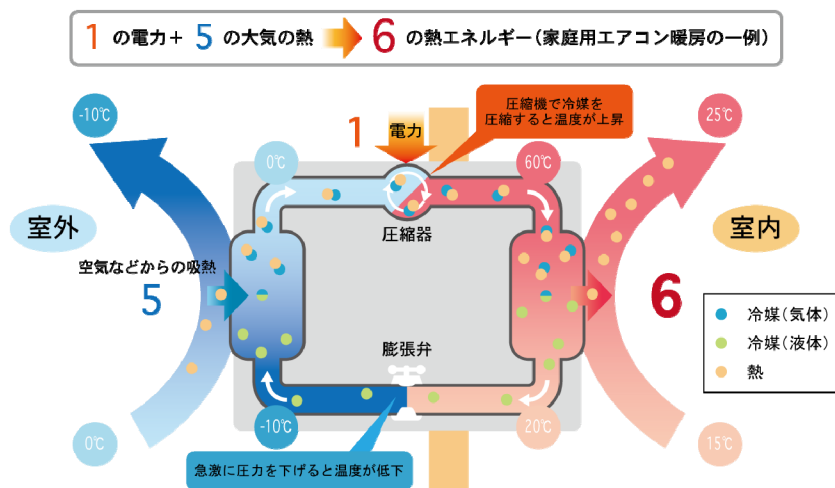 1 の電力＋ 5 の大気の熱 6 の熱エネルギー（家庭用エアコン暖房の一例）
-10℃
1
電力
圧縮機で冷媒を
圧縮すると温度が上昇
25℃
0℃
60℃
室外
室内
圧縮器
空気などからの吸熱
5
6
冷媒（気体）
冷媒（液体）
熱
膨張弁
0℃
-10℃
20℃
15℃
急激に圧力を下げると温度が低下